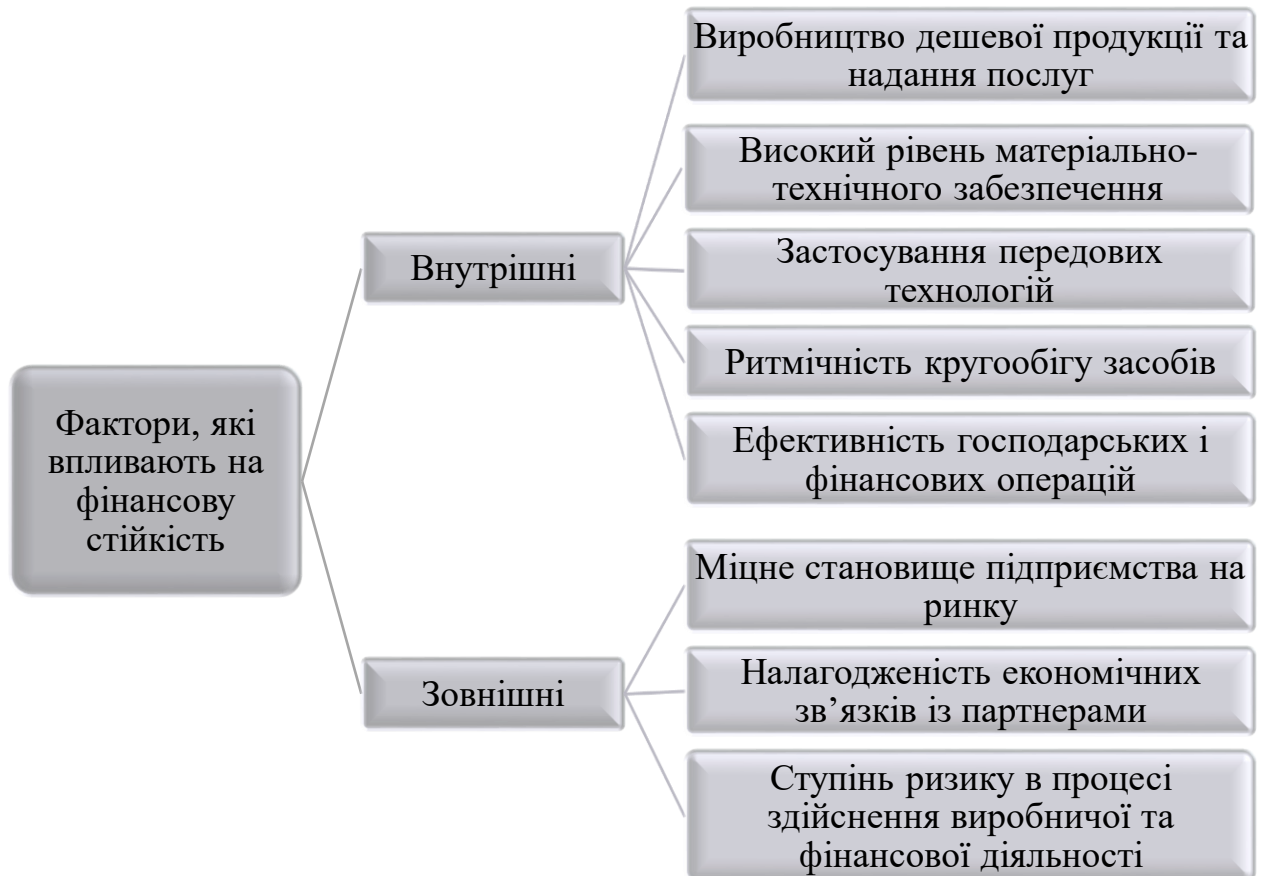 Фактори, які
впливають на
фінансову
стійкість
Внутрішні
Виробництво дешевої продукції та
надання послуг
Високий рівень матеріально-
технічного забезпечення
Застосування передових
технологій
Ритмічність кругообігу засобів
Ефективність господарських і
фінансових операцій
Зовнішні
Міцне становище підприємства на
ринку
Налагодженість економічних
зв’язків із партнерами
Ступінь ризику в процесі
здійснення виробничої та
фінансової діяльності